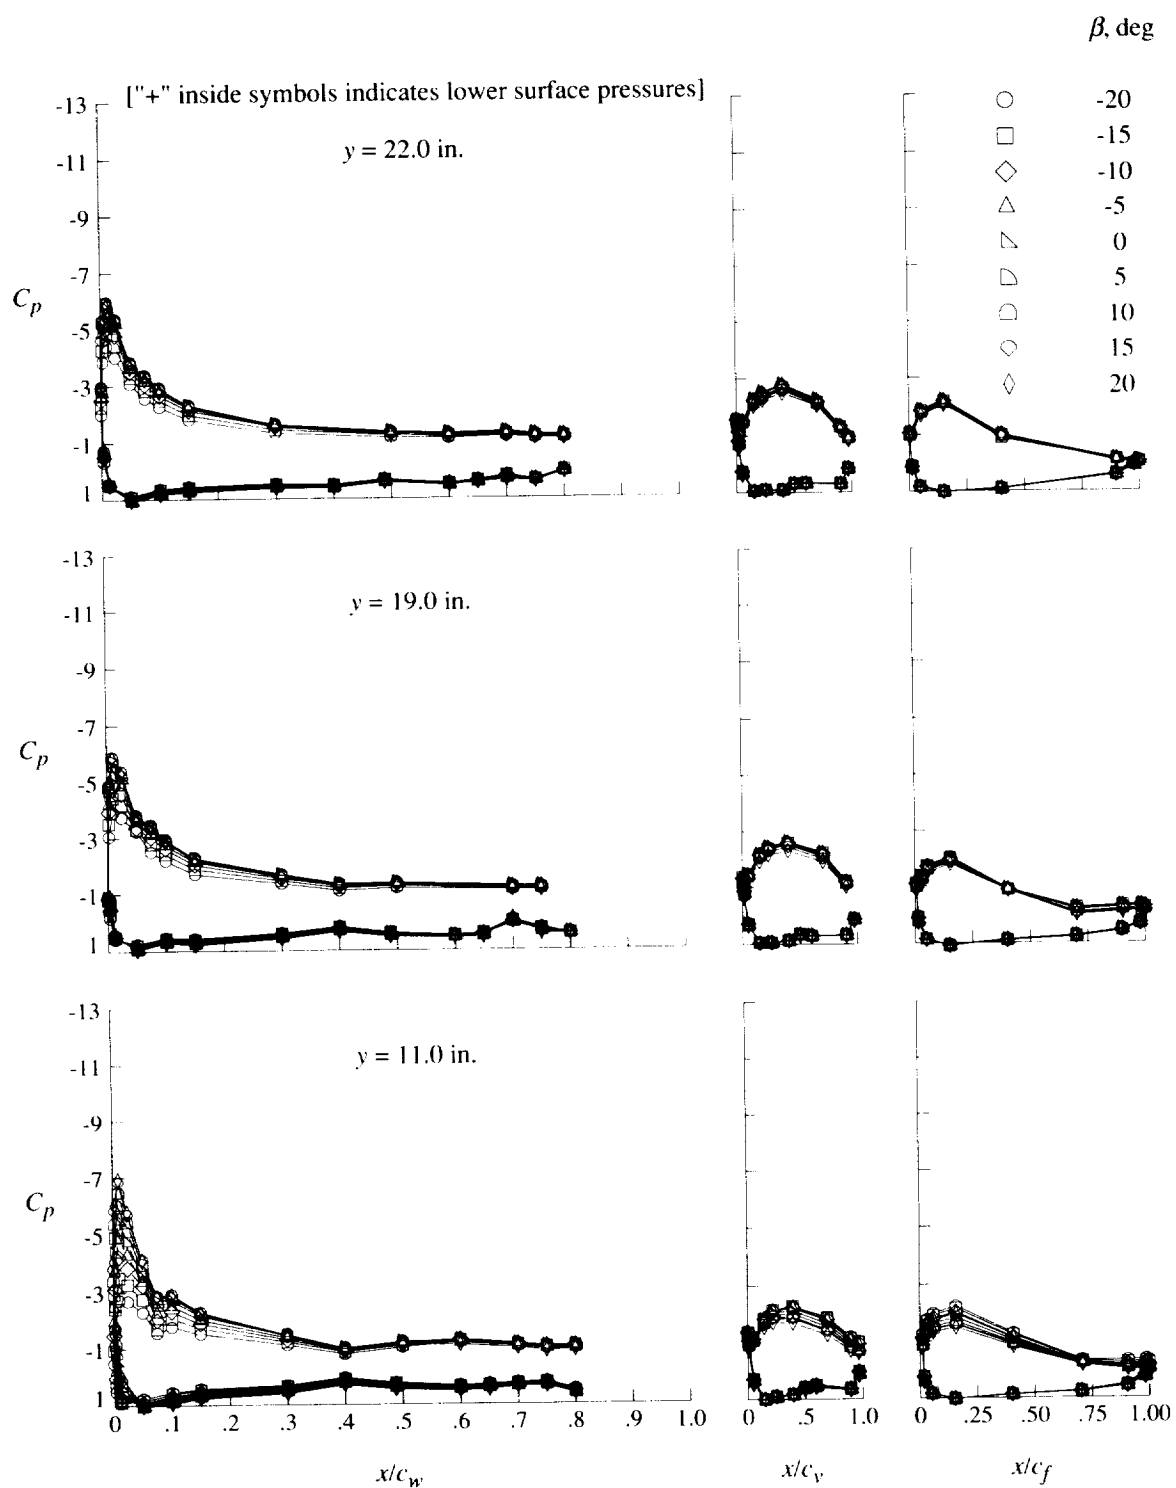 β, deg
["+" inside symbols indicates lower surface pressures]
-20
-15
-10
-5
0
5
10
15
20
y = 22.0 in.
-13
-11
-9
-7
-5
-3
-1
1
C_p
y = 19.0 in.
-13
-11
-9
-7
-5
-3
-1
1
C_p
y = 11.0 in.
-13
-11
-9
-7
-5
-3
-1
1
C_p
0 .1 .2 .3 .4 .5 .6 .7 .8 .9 1.0
0 .5 1.0
0 .25 .50 .75 1.00
x/c_w
x/c_v
x/c_f